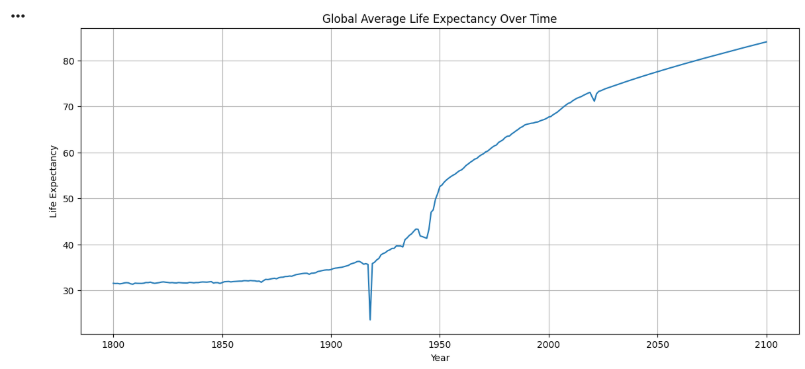 Global Average Life Expectancy Over Time
80
70
60
50
40
30
Life Expectancy
1800 1850 1900 1950 2000 2050 2100
Year